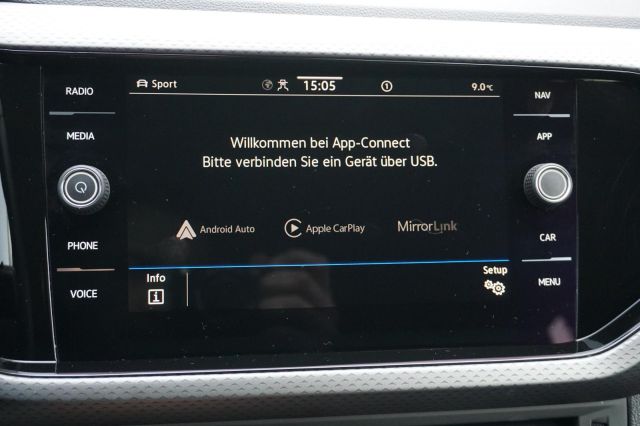 RADIO
MEDIA
PHONE
VOICE
Sport
15:05
1
9.0°C
Willkommen bei App-Connect
Bitte verbinden Sie ein Gerät über USB.
Android Auto
Apple CarPlay
MirrorLink
Info
i
Setup
NAV
APP
CAR
MENU